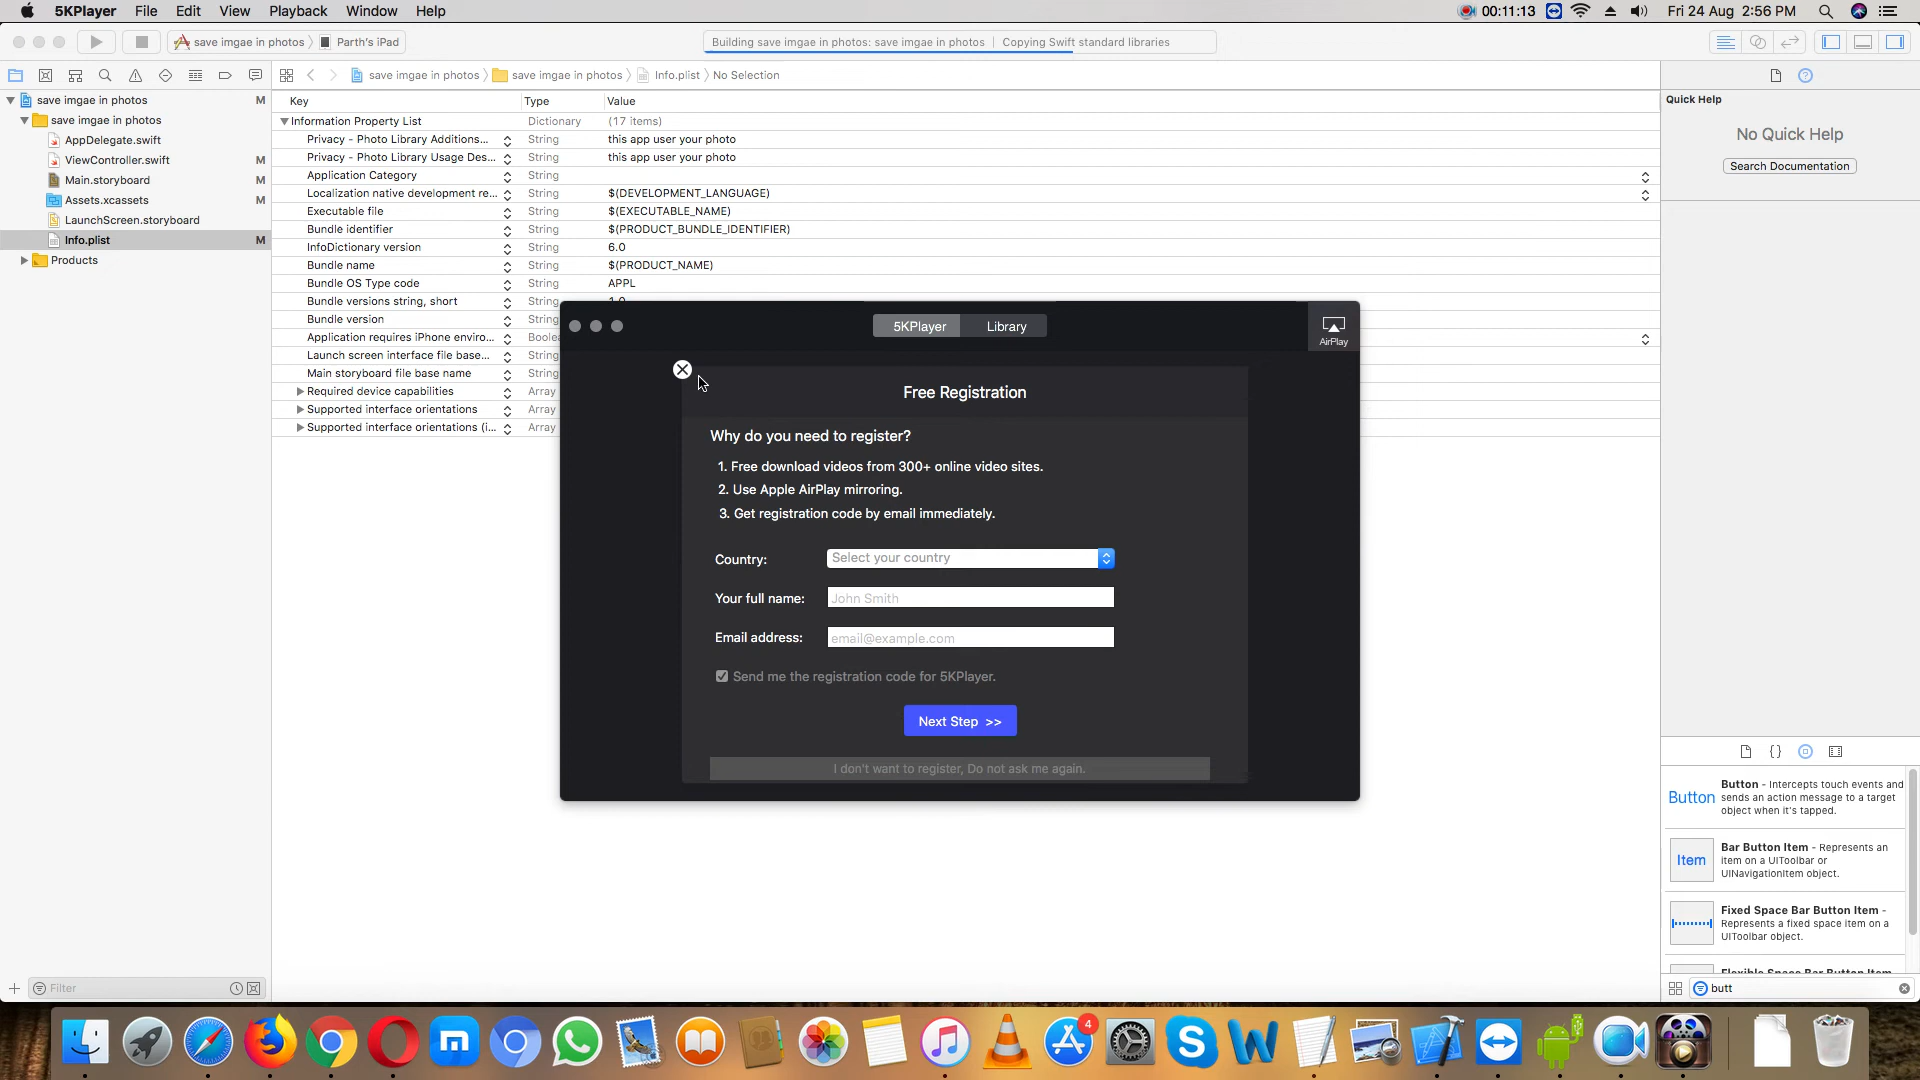 5KPlayer File Edit View Playback Window Help 00:11:13 Fri 24 Aug 2:56 PM
save imgae in photos Parth's iPad Building save imgae in photos: save imgae in photos | Copying Swift standard libraries
save imgae in photos save imgae in photos Info.plist No Selection
save imgae in photos M
save imgae in photos
AppDelegate.swift
ViewController.swift M
Main.storyboard M
Assets.xcassets M
LaunchScreen.storyboard
Info.plist M
Products
Filter
Key Type Value
Information Property List Dictionary (17 items)
Privacy - Photo Library Additions... String this app user your photo
Privacy - Photo Library Usage Des... String this app user your photo
Application Category String
Localization native development re... String $(DEVELOPMENT_LANGUAGE)
Executable file String $(EXECUTABLE_NAME)
Bundle identifier String $(PRODUCT_BUNDLE_IDENTIFIER)
InfoDictionary version String 6.0
Bundle name String $(PRODUCT_NAME)
Bundle OS Type code String APPL
Bundle versions string, short String 1.0
Bundle version String
Application requires iPhone enviro... Boolea
Launch screen interface file base... String
Main storyboard file base name String
Required device capabilities Array
Supported interface orientations Array
Supported interface orientations (i... Array
5KPlayer Library AirPlay
Free Registration
Why do you need to register?
1. Free download videos from 300+ online video sites.
2. Use Apple AirPlay mirroring.
3. Get registration code by email immediately.
Country: Select your country
Your full name: John Smith
Email address: email@example.com
Send me the registration code for 5KPlayer.
Next Step >>
I don't want to register, Do not ask me again.
Quick Help
No Quick Help
Search Documentation
Button Button - Intercepts touch events and
sends an action message to a target
object when it's tapped.
Item Bar Button Item - Represents an
item on a UIToolbar or
UINavigationItem object.
Fixed Space Bar Button Item -
Represents a fixed space item on a
UIToolbar object.
Flexible Space Bar Button Item
butt
4